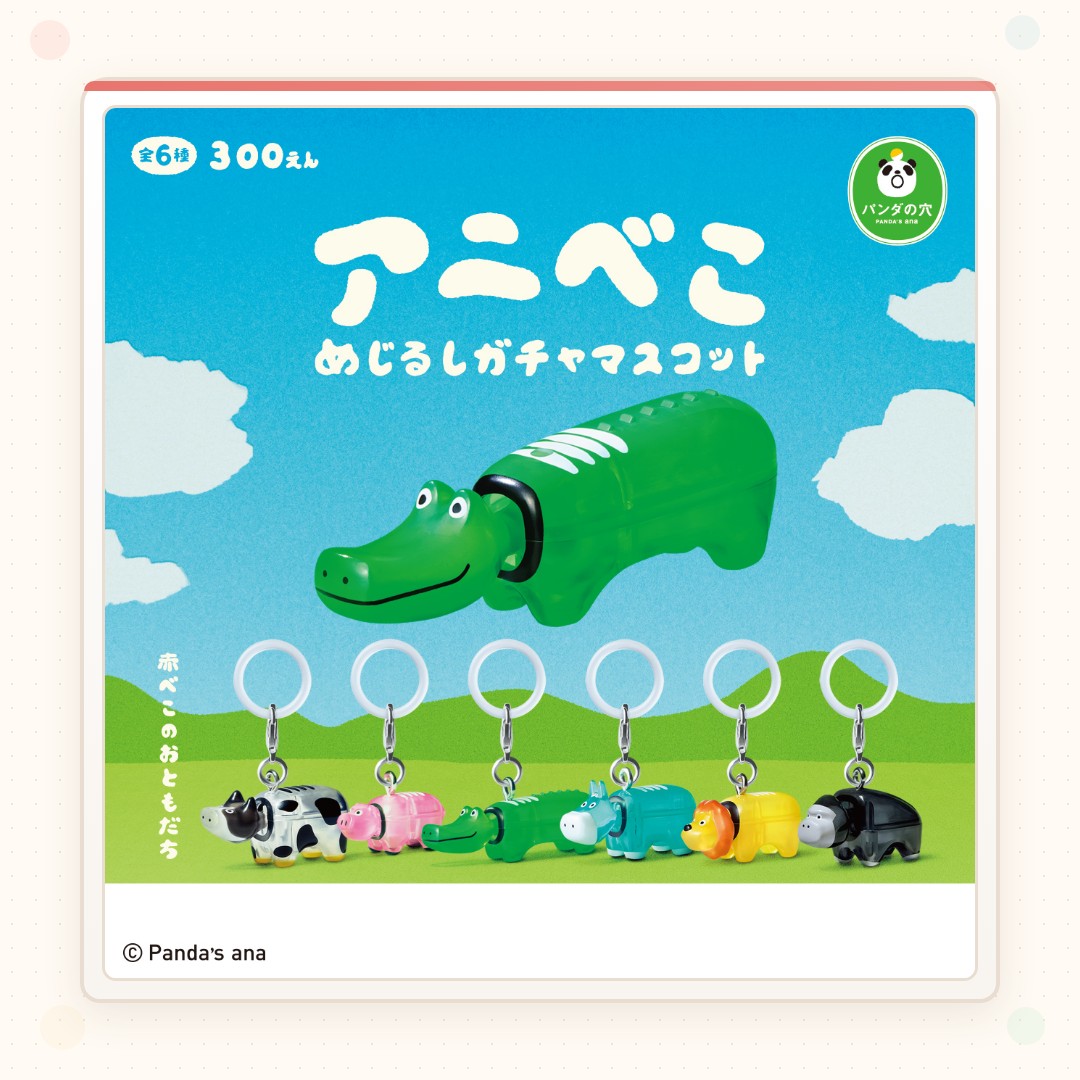 全6種 300えん
パンダの穴
PANDA'S ana
アニべこ
めじるしガチャマスコット
赤べこのおともだち
© Panda's ana